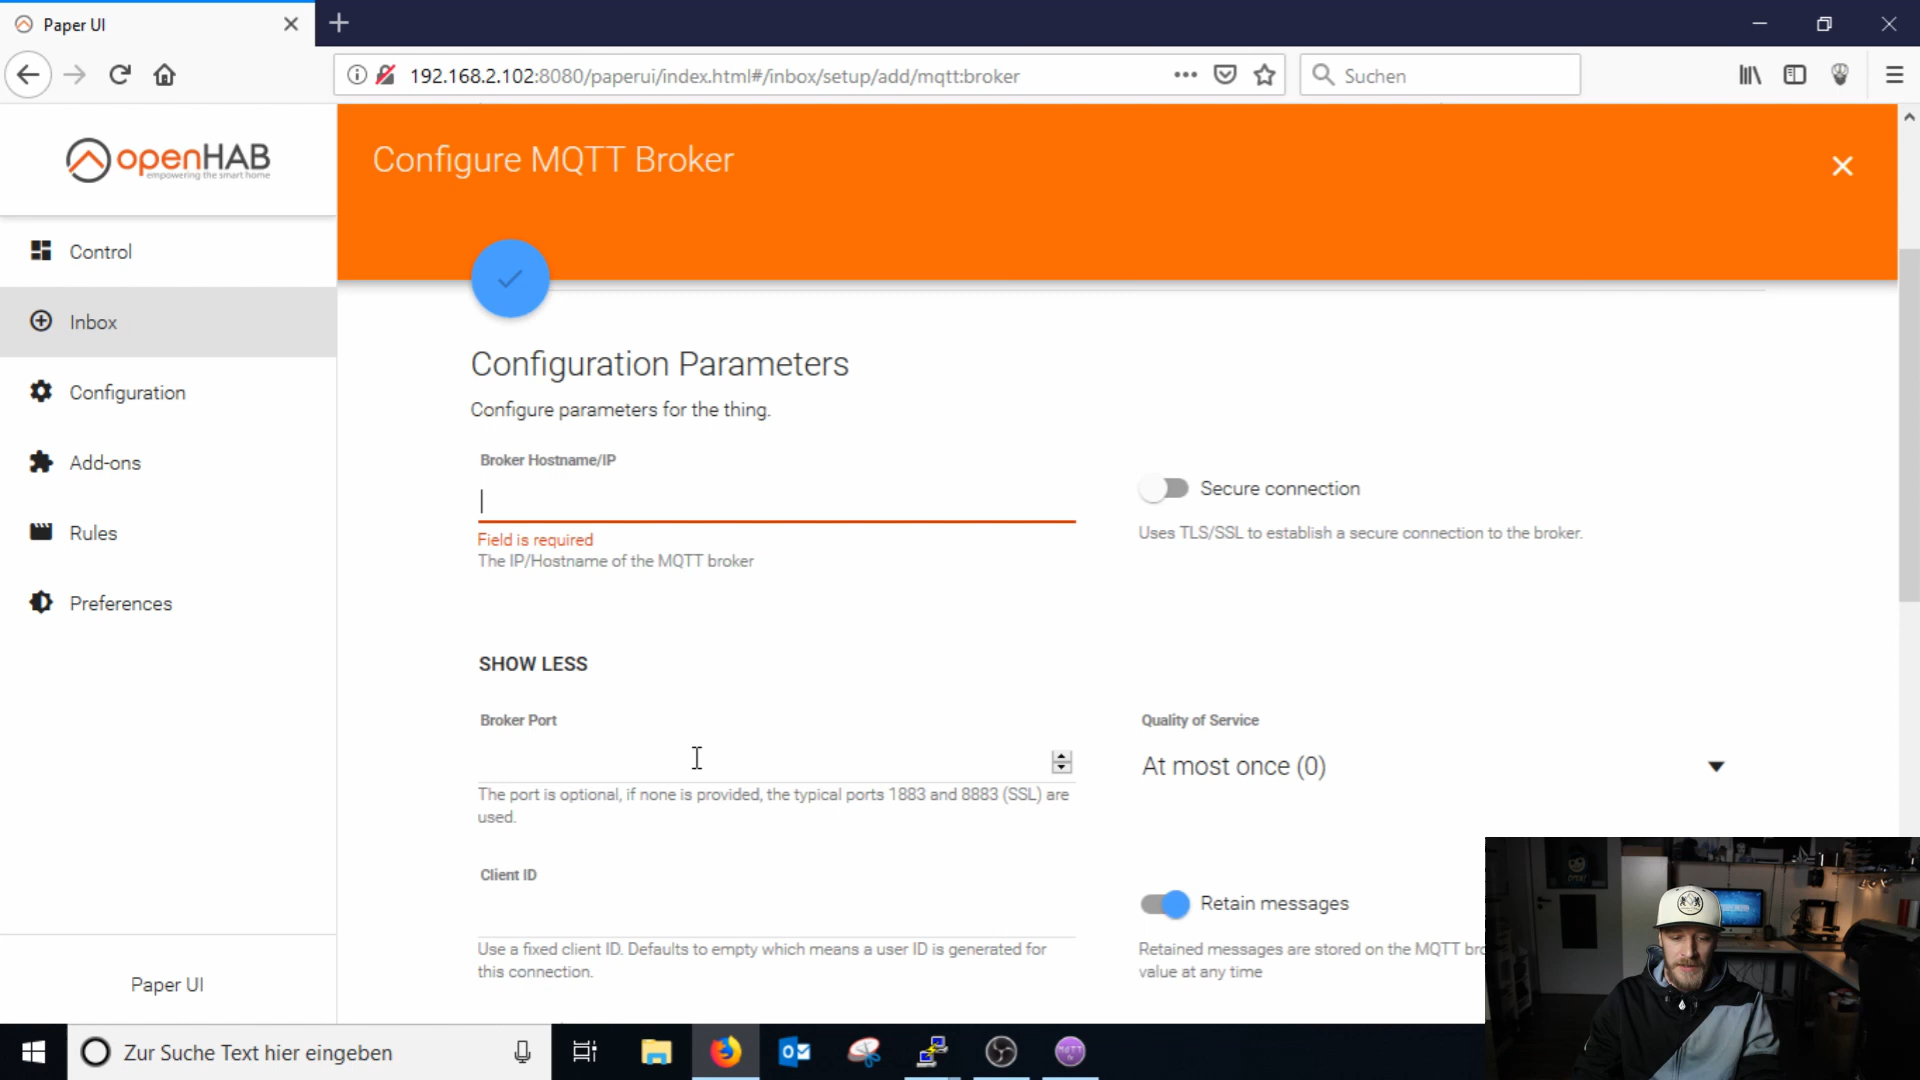 Paper UI
192.168.2.102:8080/paperui/index.html#/inbox/setup/add/mqtt:broker
Suchen
openHAB
empowering the smart home
Configure MQTT Broker
Control
Inbox
Configuration
Add-ons
Rules
Preferences
Paper UI
Configuration Parameters
Configure parameters for the thing.
Broker Hostname/IP
Field is required
The IP/Hostname of the MQTT broker
Secure connection
Uses TLS/SSL to establish a secure connection to the broker.
SHOW LESS
Broker Port
The port is optional, if none is provided, the typical ports 1883 and 8883 (SSL) are
used.
Quality of Service
At most once (0)
Client ID
Use a fixed client ID. Defaults to empty which means a user ID is generated for
this connection.
Retain messages
Retained messages are stored on the MQTT bro
value at any time
Zur Suche Text hier eingeben